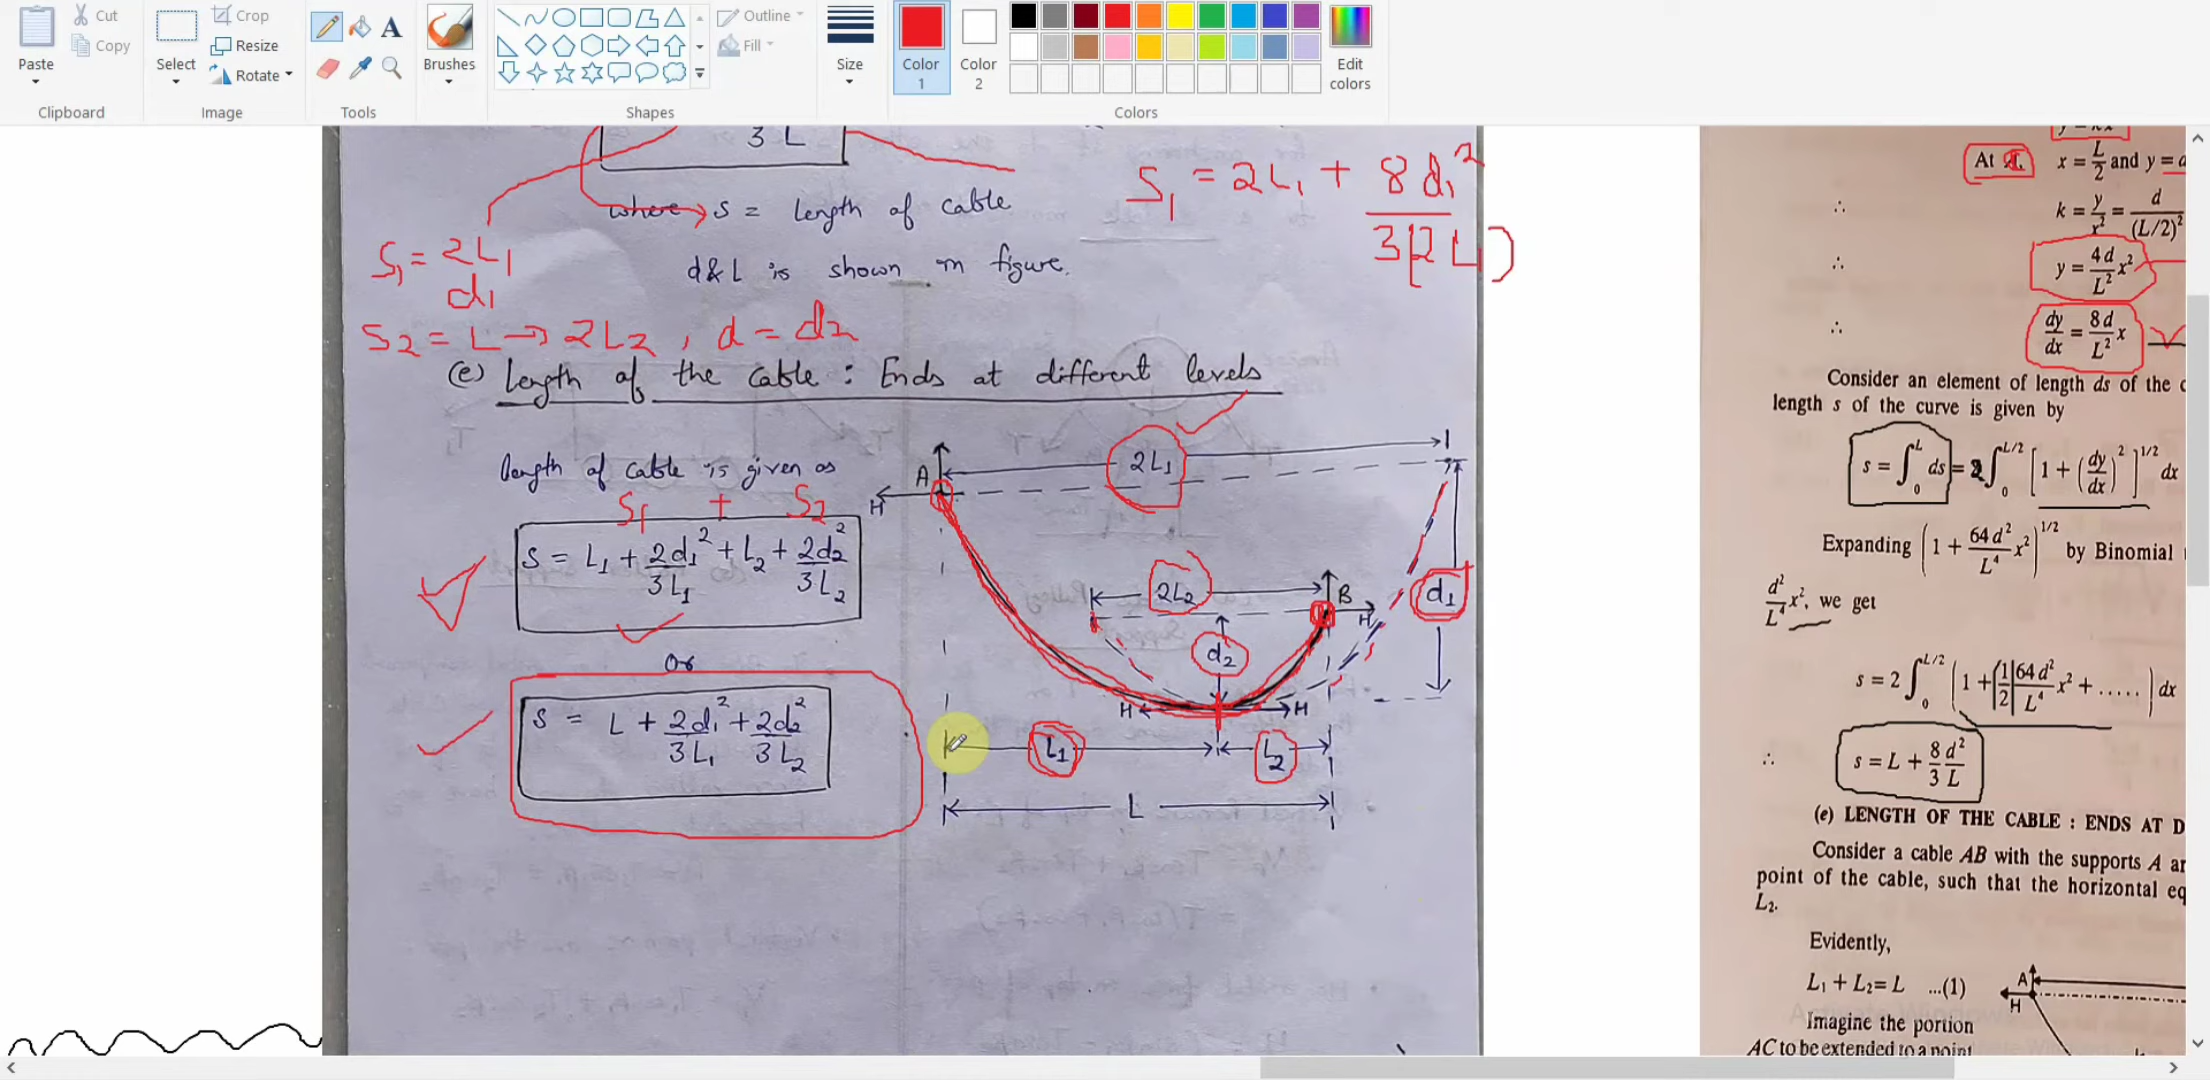 Paste
Cut
Copy
Clipboard
Select
Crop
Resize
Rotate
Image
A
Tools
Brushes
Shapes
Outline
Fill
Size
Color 1
Color 2
Edit colors
Colors
3 L
where → S = length of cable
d & L is shown in figure.
S₁ = 2L₁ + 8d₁² / 3(2L₁)
S₁ = 2L₁
d₁
S₂ = L → 2L₂, d = d₂
(e) Length of the cable : Ends at different levels
length of cable is given as
S₁ + S₂
S = L₁ + 2d₁²/3L₁ + L₂ + 2d₂²/3L₂
Or
S = L + 2d₁²/3L₁ + 2d₂²/3L₂
A
H
2L₁
2L₂
B
H
d₁
d₂
H
H
L₁
L₂
L
At
x = L/2 and y =
∴ k = y/x² = d/(L/2)²
∴ y = 4d/L² x²
∴ dy/dx = 8d/L² x
Consider an element of length ds of the
length s of the curve is given by
s = ∫₀ᴸ ds = 2∫₀^(L/2) [1 + (dy/dx)²]^(1/2) dx
Expanding (1 + 64d²/L⁴ x²)^(1/2) by Binomial
d²/L⁴ x², we get
s = 2∫₀^(L/2) (1 + 1/2 64d²/L⁴ x² + .....) dx
∴ s = L + 8/3 d²/L
(e) LENGTH OF THE CABLE : ENDS AT D
Consider a cable AB with the supports A
point of the cable, such that the horizontal
L₂.
Evidently,
L₁ + L₂ = L ...(1)
A
H
Imagine the portion
AC to be extended to a point